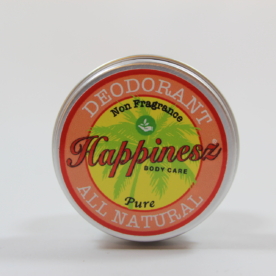 DEODORANT
Non Fragrance
Happinesz
BODY CARE
Pure
ALL NATURAL